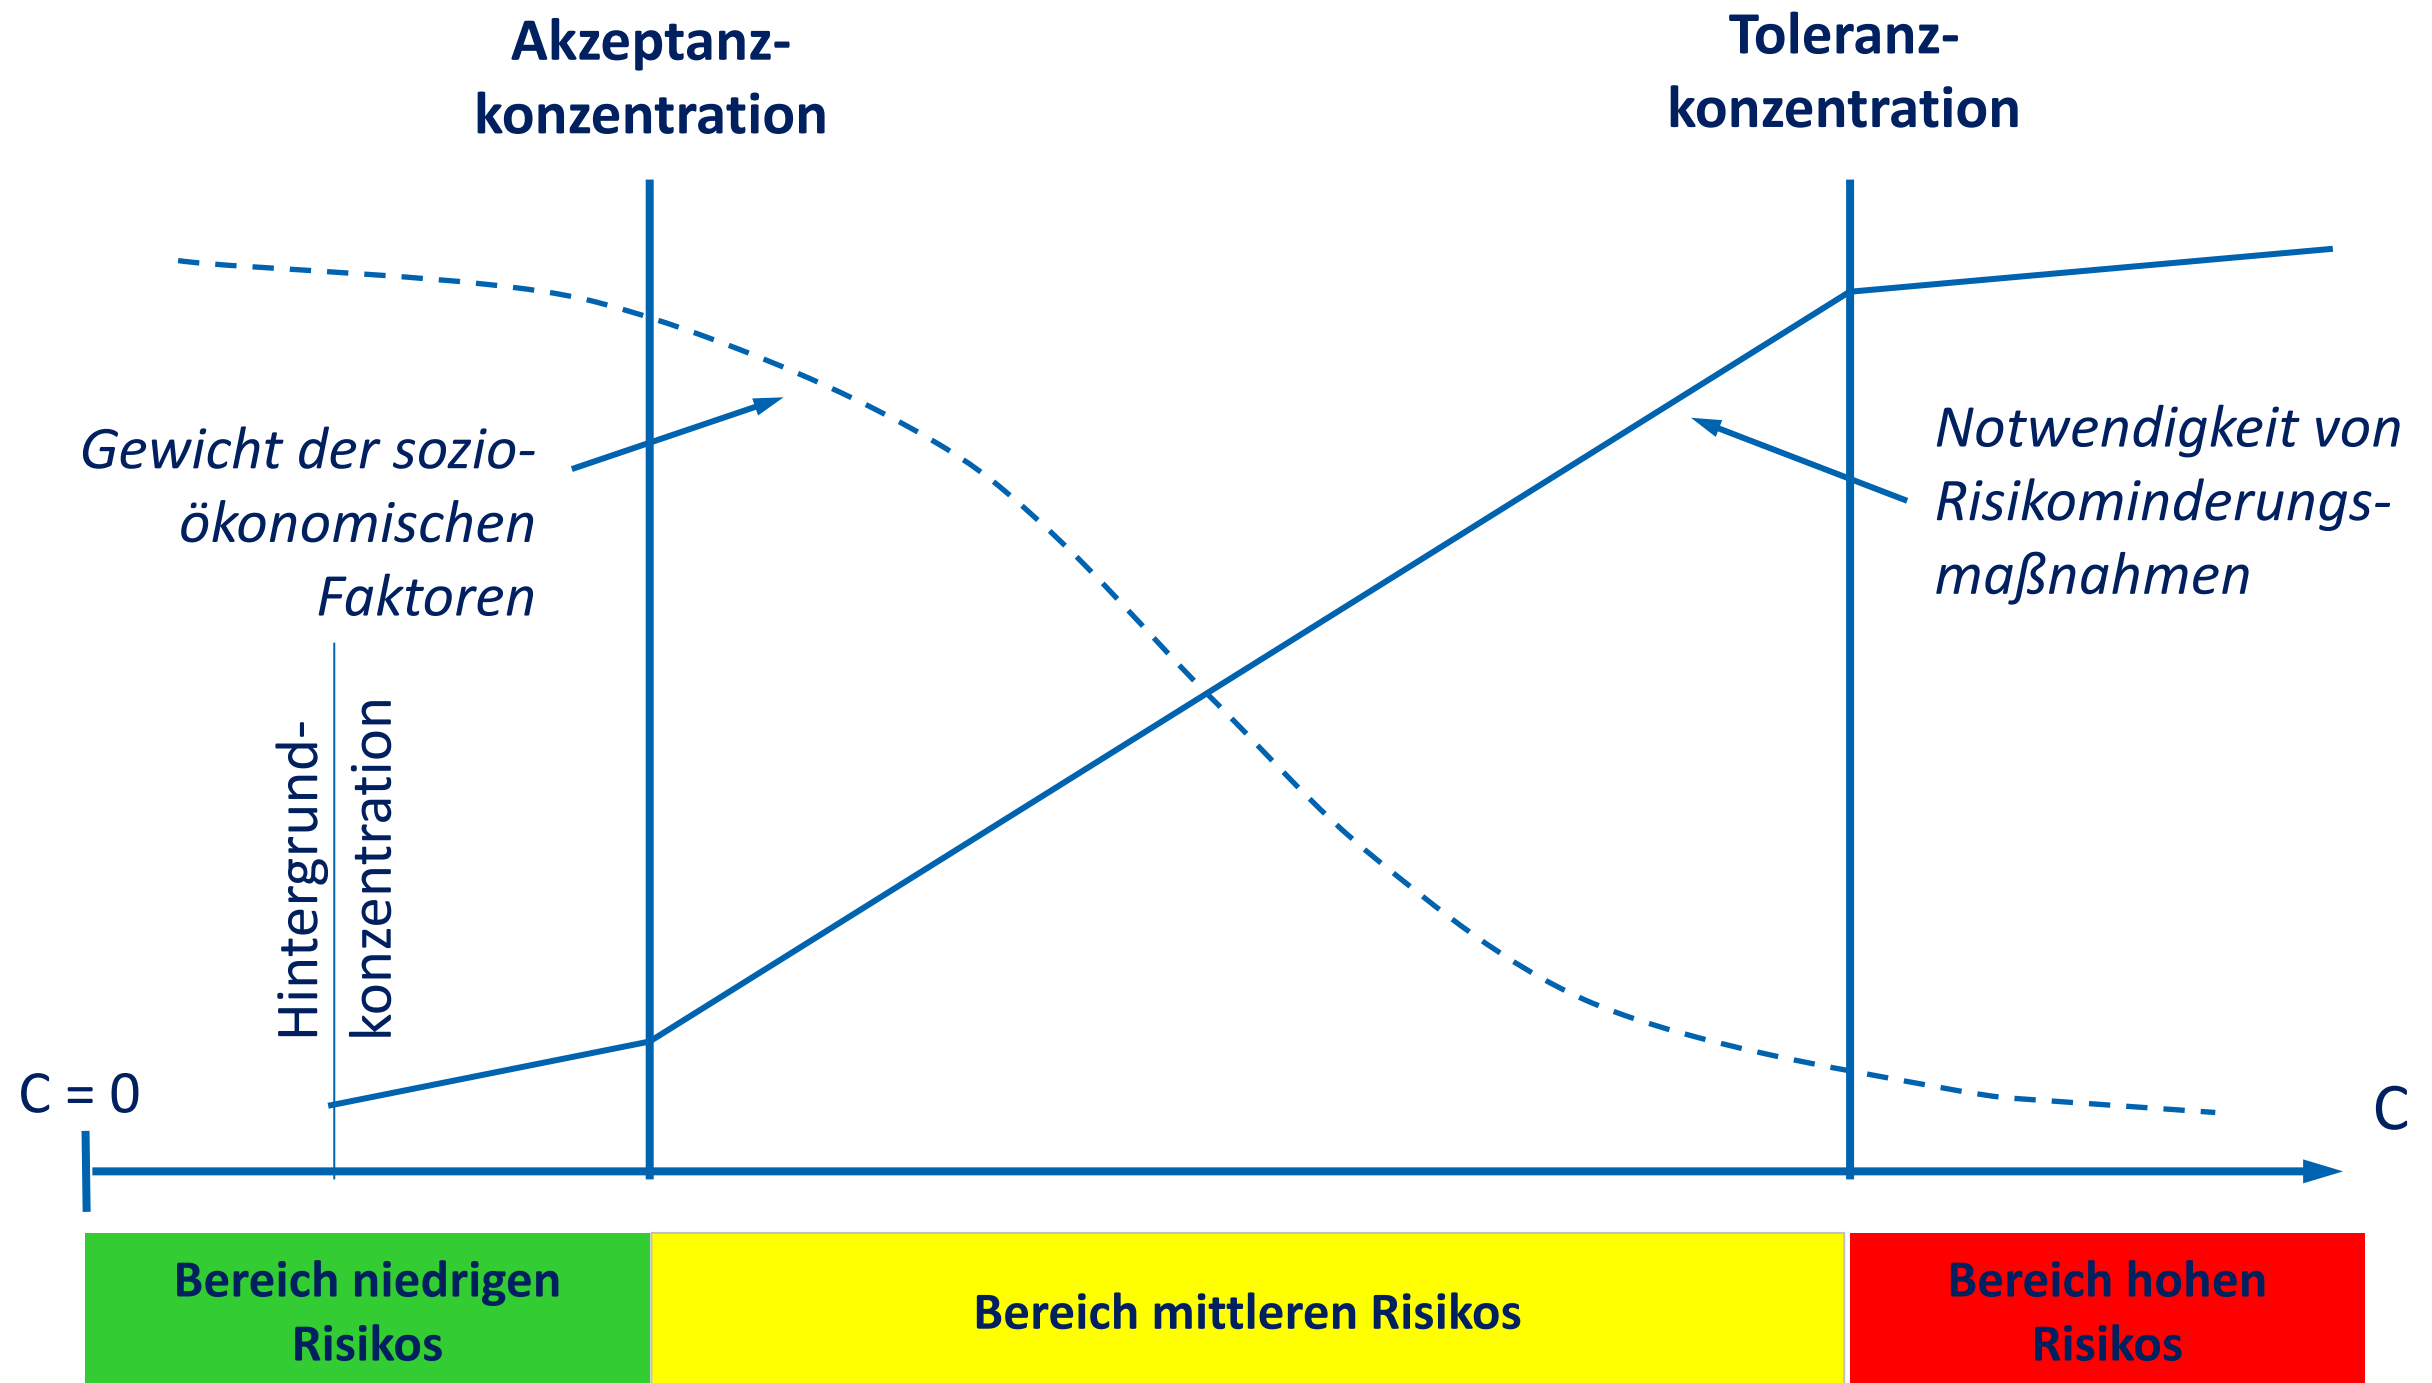 Akzeptanz-
konzentration
Toleranz-
konzentration
Gewicht der sozio-
ökonomischen
Faktoren
Notwendigkeit von
Risikominderungs-
maßnahmen
Hintergrund-
konzentration
C = 0
C
Bereich niedrigen
Risikos
Bereich mittleren Risikos
Bereich hohen
Risikos